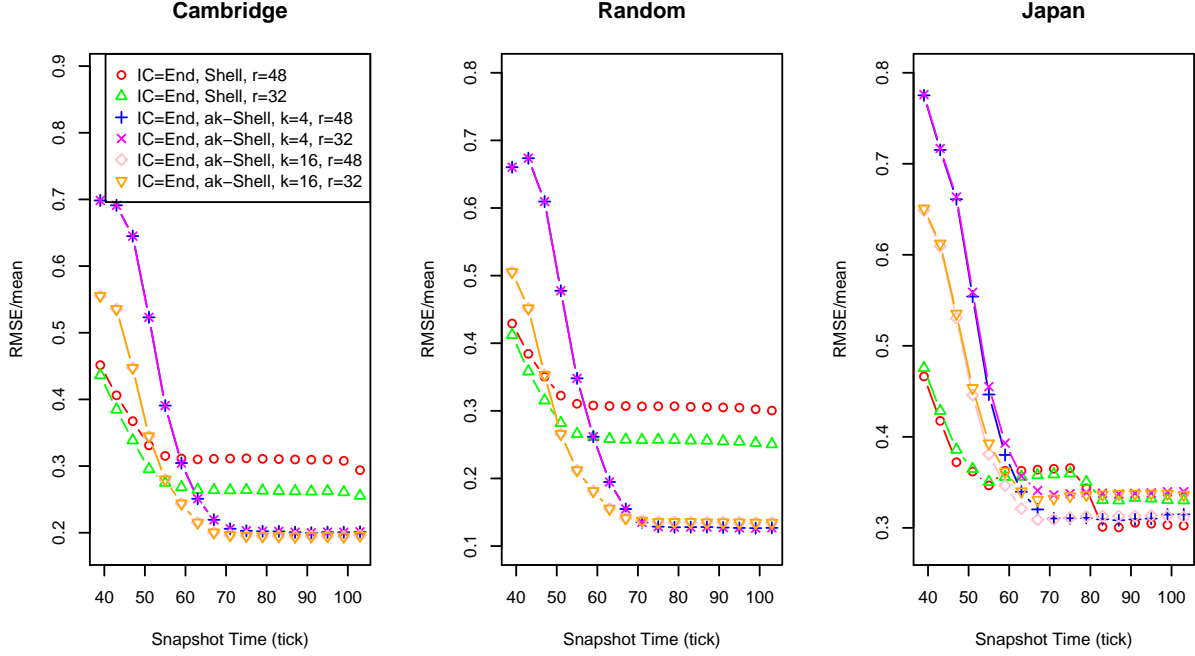 Cambridge
RMSE/mean
0.9
0.8
0.7
0.6
0.5
0.4
0.3
0.2
IC=End, Shell, r=48
IC=End, Shell, r=32
IC=End, ak−Shell, k=4, r=48
IC=End, ak−Shell, k=4, r=32
IC=End, ak−Shell, k=16, r=48
IC=End, ak−Shell, k=16, r=32
40 50 60 70 80 90 100
Snapshot Time (tick)
Random
RMSE/mean
0.8
0.7
0.6
0.5
0.4
0.3
0.2
0.1
40 50 60 70 80 90 100
Snapshot Time (tick)
Japan
RMSE/mean
0.8
0.7
0.6
0.5
0.4
0.3
40 50 60 70 80 90 100
Snapshot Time (tick)